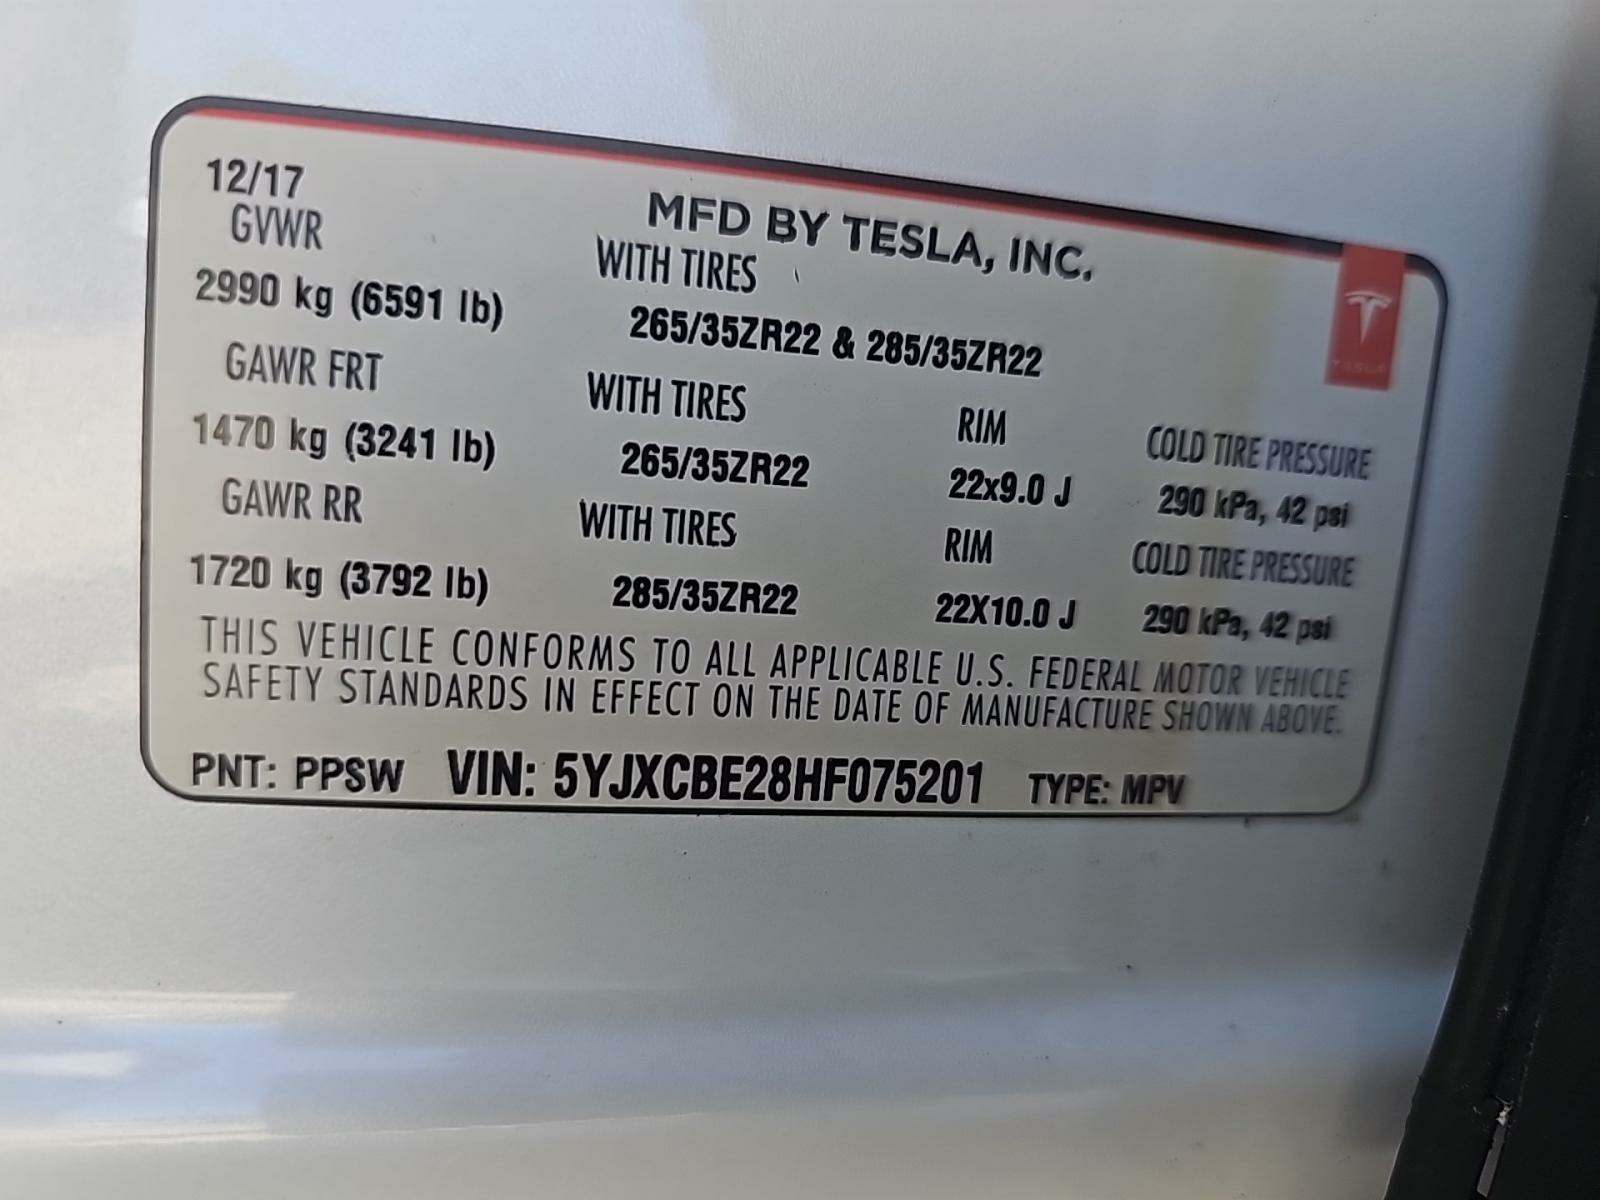 12/17
MFD BY TESLA, INC.
GVWR WITH TIRES
2990 kg (6591 lb) 265/35ZR22 & 285/35ZR22
TESLA
GAWR FRT WITH TIRES RIM COLD TIRE PRESSURE
1470 kg (3241 lb) 265/35ZR22 22x9.0 J 290 kPa, 42 psi
GAWR RR WITH TIRES RIM COLD TIRE PRESSURE
1720 kg (3792 lb) 285/35ZR22 22X10.0 J 290 kPa, 42 psi
THIS VEHICLE CONFORMS TO ALL APPLICABLE U.S. FEDERAL MOTOR VEHICLE
SAFETY STANDARDS IN EFFECT ON THE DATE OF MANUFACTURE SHOWN ABOVE.
PNT: PPSW VIN: 5YJXCBE28HF075201 TYPE: MPV